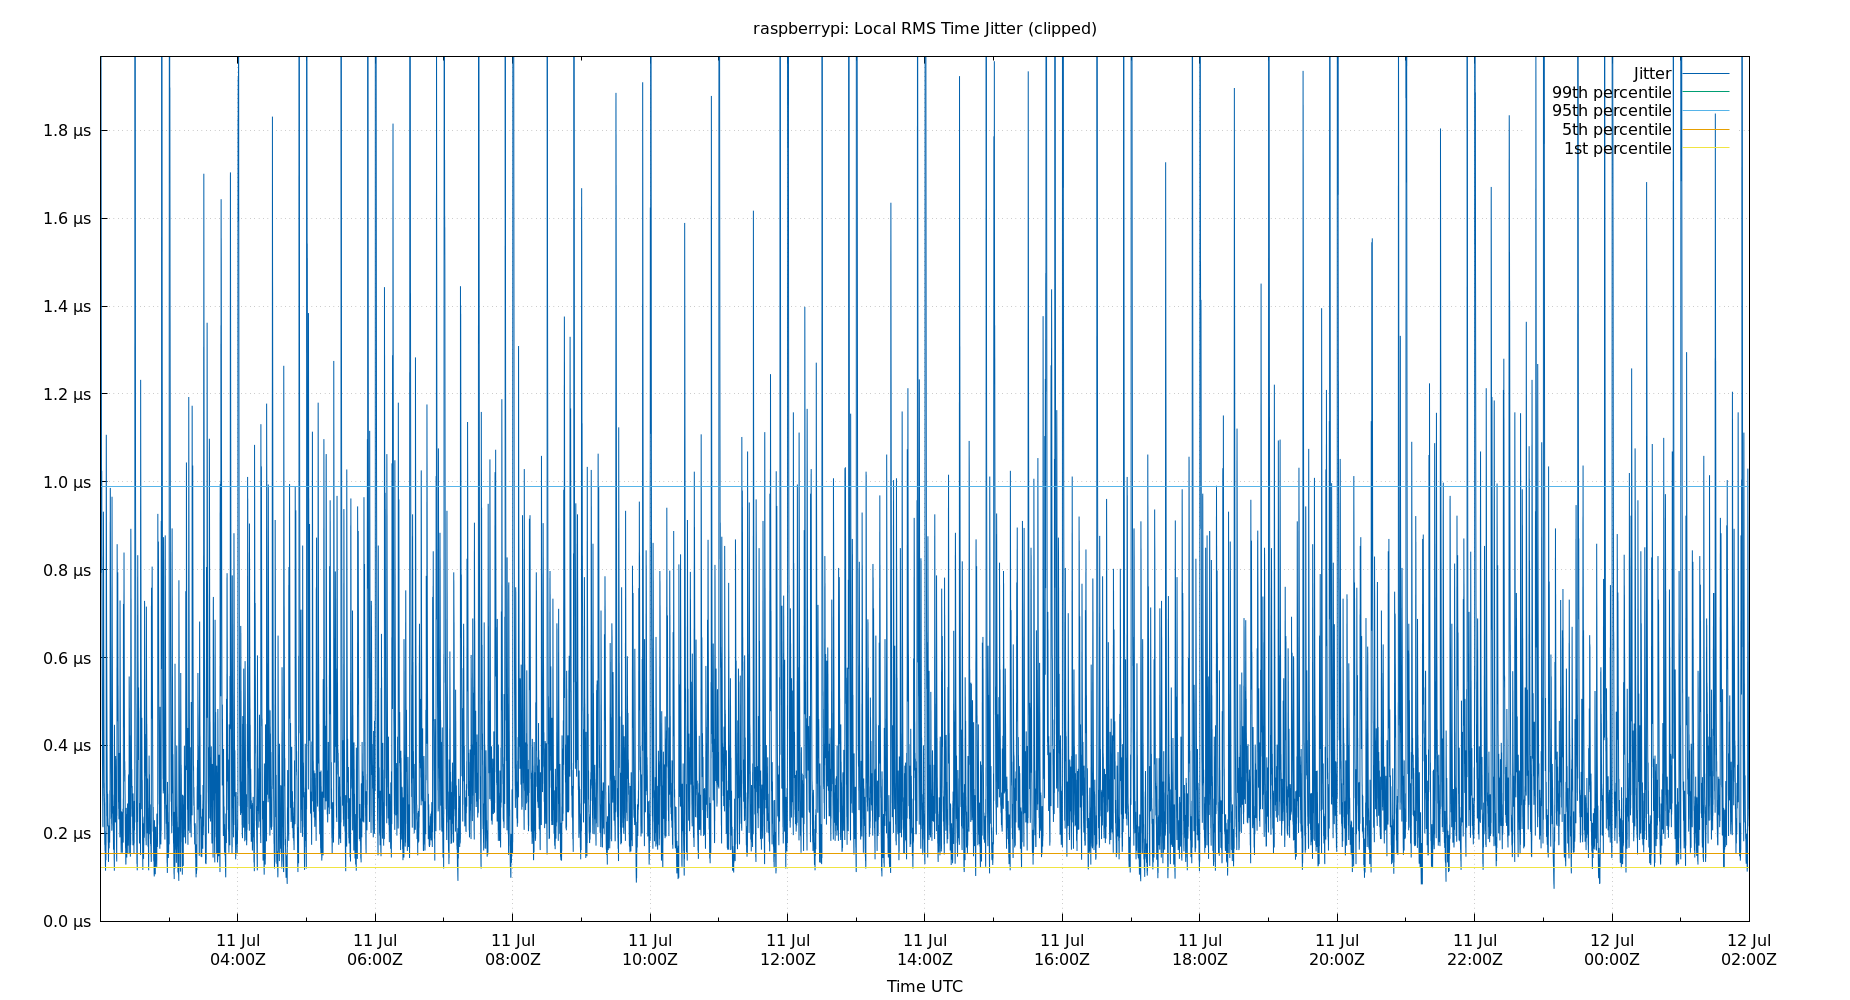 raspberrypi: Local RMS Time Jitter (clipped)
Jitter
99th percentile
95th percentile
5th percentile
1st percentile
1.8 µs
1.6 µs
1.4 µs
1.2 µs
1.0 µs
0.8 µs
0.6 µs
0.4 µs
0.2 µs
0.0 µs
11 Jul 11 Jul 11 Jul 11 Jul 11 Jul 11 Jul 11 Jul 11 Jul 11 Jul 11 Jul 12 Jul 12 Jul
04:00Z 06:00Z 08:00Z 10:00Z 12:00Z 14:00Z 16:00Z 18:00Z 20:00Z 22:00Z 00:00Z 02:00Z
Time UTC